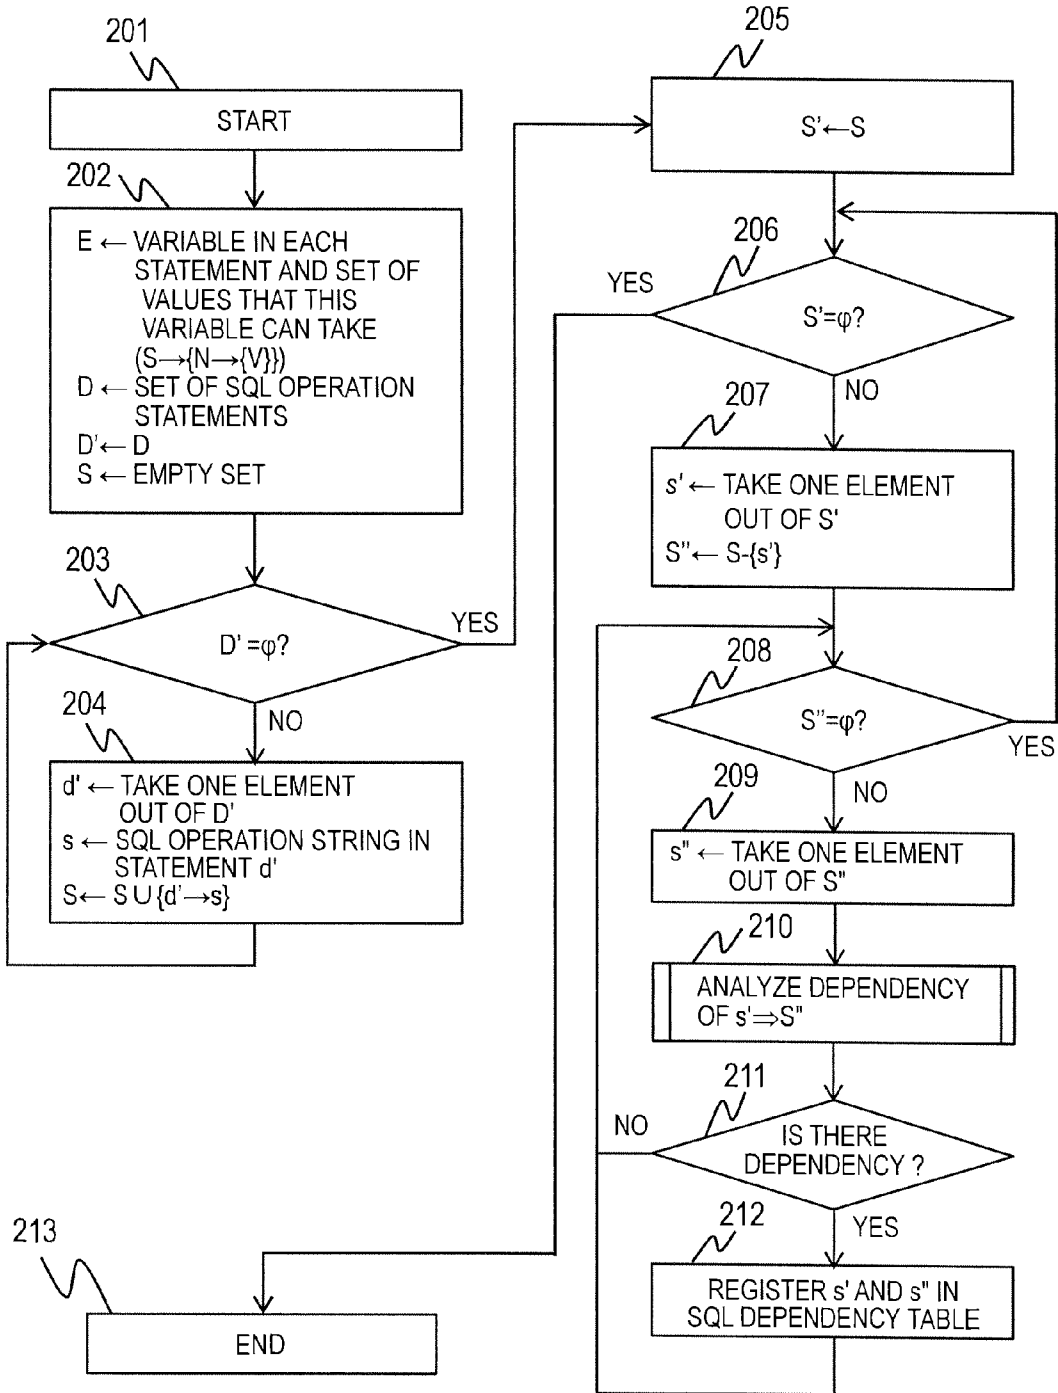 201
START
202
E ← VARIABLE IN EACH
STATEMENT AND SET OF
VALUES THAT THIS
VARIABLE CAN TAKE
(S→{N→{V}})
D ← SET OF SQL OPERATION
STATEMENTS
D'← D
S ← EMPTY SET
203
D' =φ?
YES
NO
204
d' ← TAKE ONE ELEMENT
OUT OF D'
s ← SQL OPERATION STRING IN
STATEMENT d'
S← S∪{d'→s}
205
S'←S
206
YES
S'=φ?
NO
207
s' ← TAKE ONE ELEMENT
OUT OF S'
S"← S-{s'}
208
S"=φ?
YES
NO
209
s" ← TAKE ONE ELEMENT
OUT OF S"
210
ANALYZE DEPENDENCY
OF s'⇒S"
211
NO
IS THERE
DEPENDENCY ?
YES
212
REGISTER s' AND s" IN
SQL DEPENDENCY TABLE
213
END